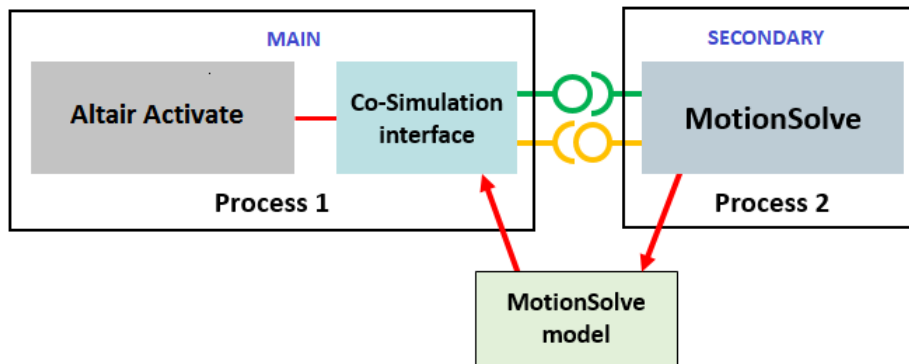 MAIN
SECONDARY
Altair Activate
Co-Simulation
interface
MotionSolve
Process 1
Process 2
MotionSolve
model